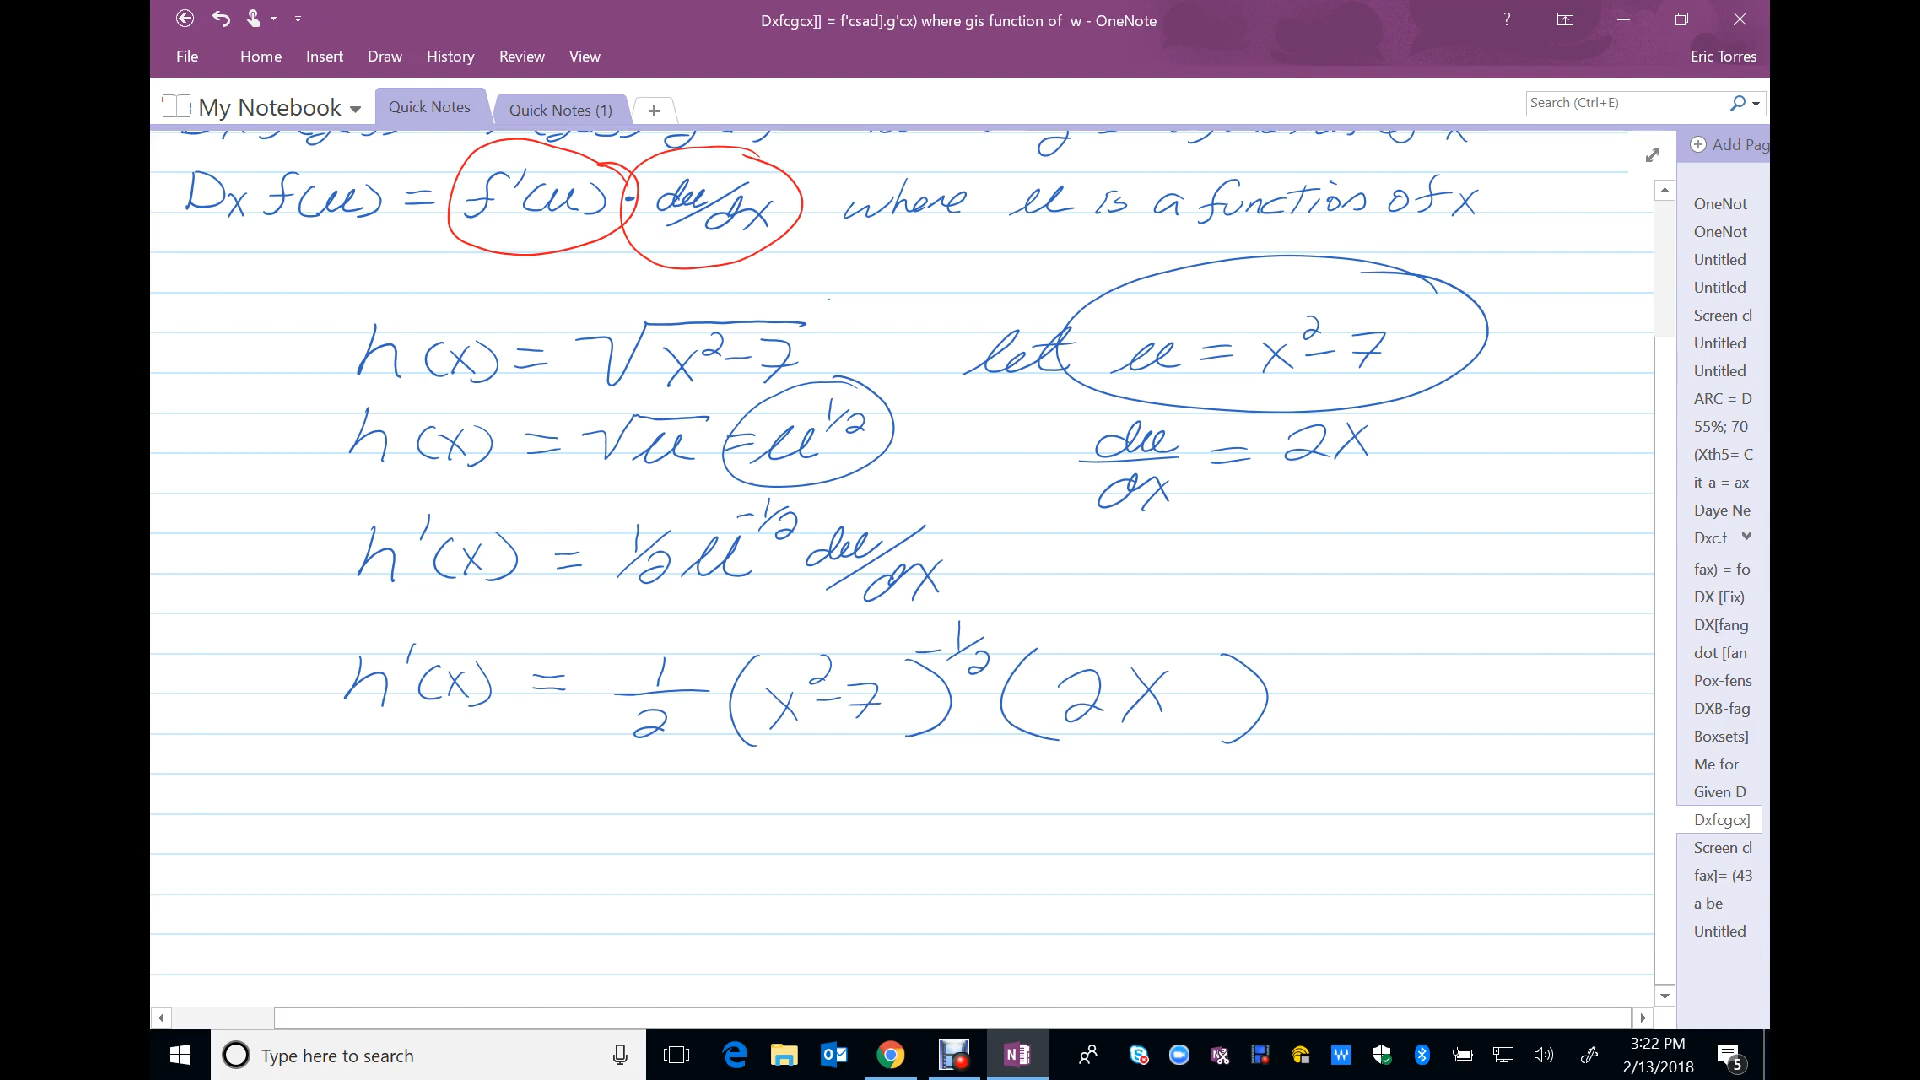 Dxfcgcx]] = f'csad].g'cx) where gis function of w - OneNote
File Home Insert Draw History Review View
Eric Torres
My Notebook
Quick Notes
Quick Notes (1)
Search (Ctrl+E)
Add Pag
Dx f(u) = f'(u) · du/dx where u is a function of x
h(x) = √x²-7 let u = x²-7
h(x) = √u = u^1/2
du/dx = 2x
h'(x) = 1/2 u^-1/2 du/dx
h'(x) = 1/2 (x²-7)^-1/2 (2x)
OneNot
OneNot
Untitled
Untitled
Screen cl
Untitled
Untitled
ARC = D
55%; 70
(Xth5= C
it a = ax
Daye Ne
Dxc.f
fax) = fo
DX [Fix)
DX[fang
dot [fan
Pox-fens
DXB-fag
Boxsets]
Me for
Given D
Dxfcgcx]
Screen cl
fax]= (43
a be
Untitled
Type here to search
3:22 PM
2/13/2018
5